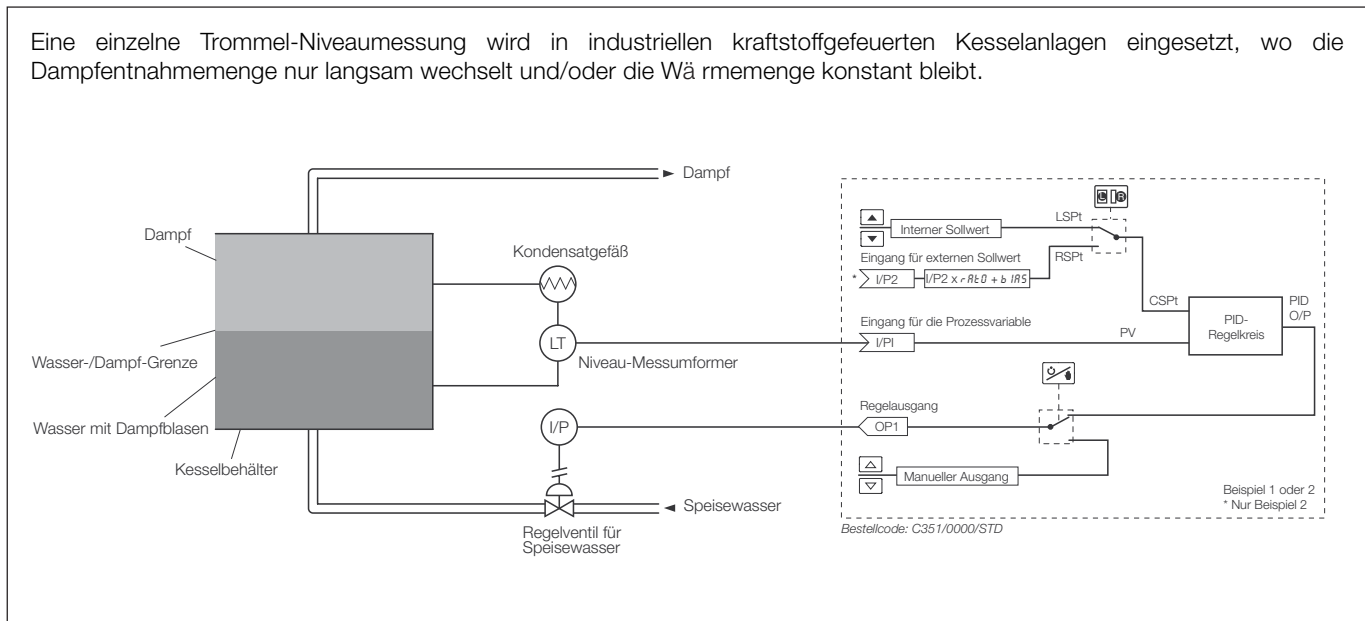 Eine einzelne Trommel-Niveaumessung wird in industriellen kraftstoffgefeuerten Kesselanlagen eingesetzt, wo die
Dampfentnahmemenge nur langsam wechselt und/oder die Wä rmemenge konstant bleibt.
Dampf
Dampf
Kondensatgefäß
LT
Niveau-Messumformer
Wasser-/Dampf-Grenze
Wasser mit Dampfblasen
Kesselbehälter
I/P
Speisewasser
Regelventil für
Speisewasser
L R
LSPt
Interner Sollwert
Eingang für externen Sollwert
RSPt
* I/P2
I/P2 x rAtO + bIAS
CSPt
PID
O/P
PID-
Regelkreis
Eingang für die Prozessvariable
I/PI
PV
Regelausgang
OP1
Manueller Ausgang
Beispiel 1 oder 2
* Nur Beispiel 2
Bestellcode: C351/0000/STD